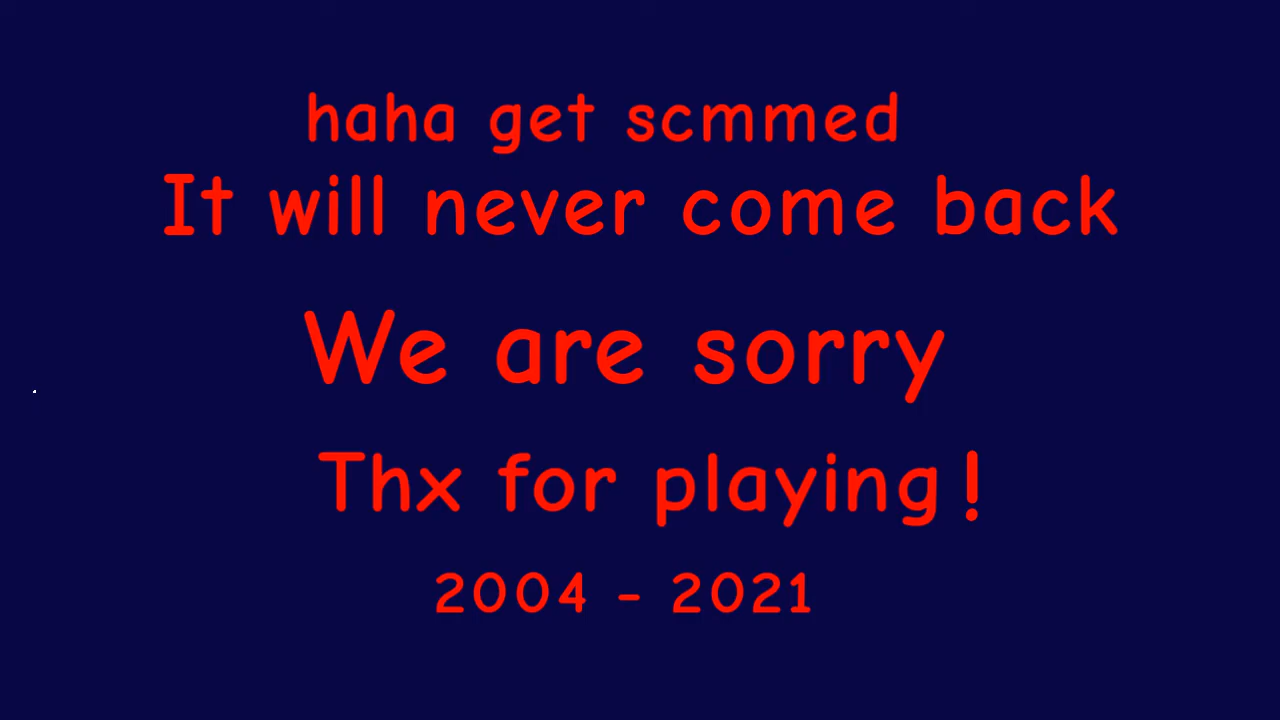 haha get scmmed
It will never come back
We are sorry
Thx for playing!
2004 - 2021